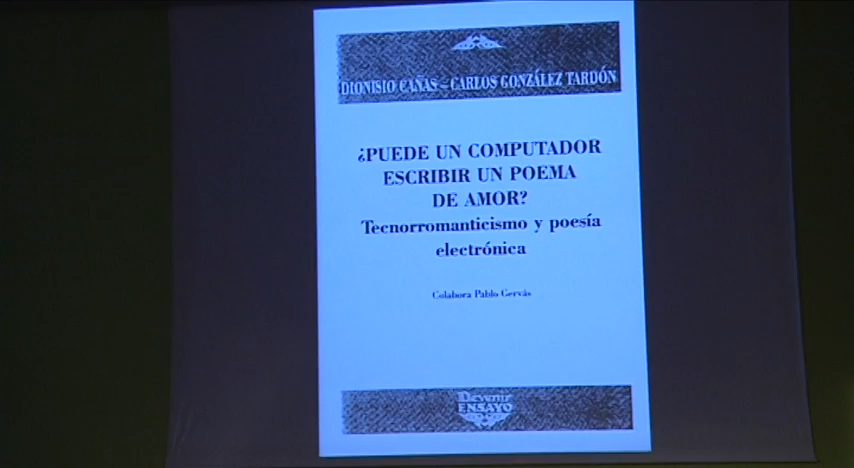 DIONISIO CAÑAS – CARLOS GONZÁLEZ TARDÓN
¿PUEDE UN COMPUTADOR
ESCRIBIR UN POEMA
DE AMOR?
Tecnorromanticismo y poesía
electrónica
Colabora Pablo Gervás
Devenir
ENSAYO